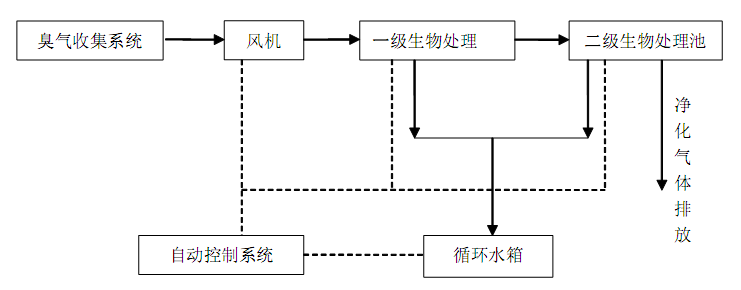 臭气收集系统
风机
一级生物处理
二级生物处理池
净化气体排放
自动控制系统
循环水箱